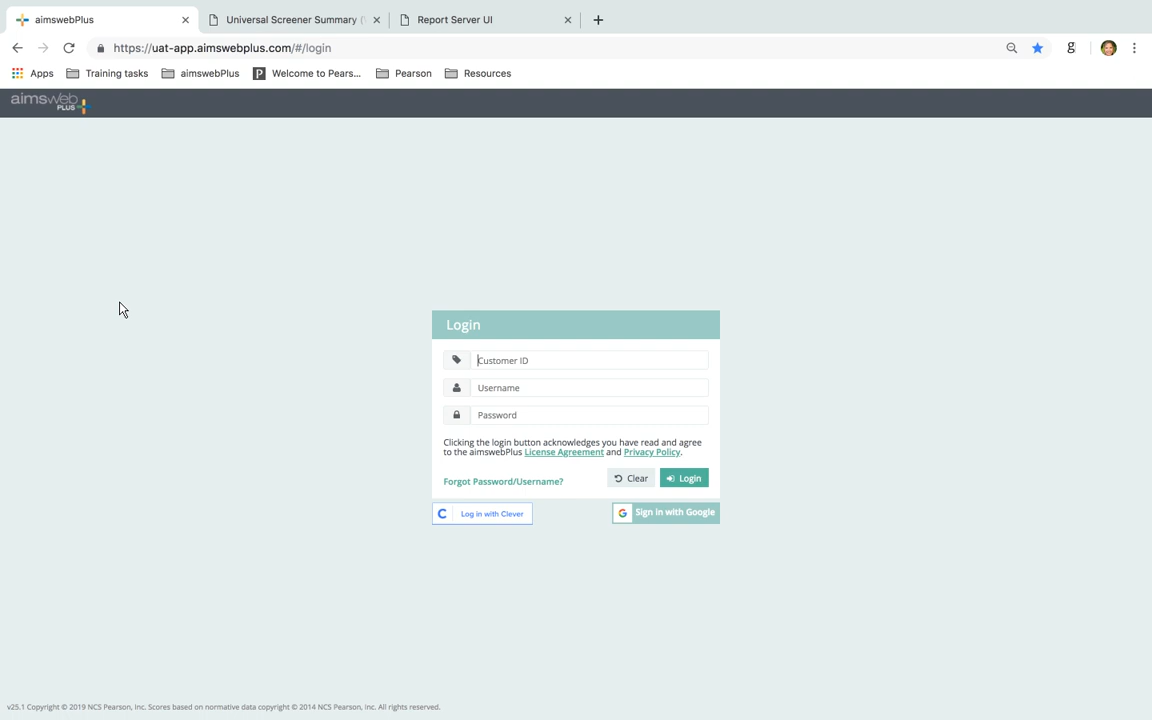 aimswebPlus
Universal Screener Summary (
Report Server UI
https://uat-app.aimswebplus.com/#/login
Apps
Training tasks
aimswebPlus
P
Welcome to Pears...
Pearson
Resources
aimsweb
PLUS
Login
Customer ID
Username
Password
Clicking the login button acknowledges you have read and agree
to the aimswebPlus License Agreement and Privacy Policy.
Forgot Password/Username?
Clear
Login
C Log in with Clever
G Sign in with Google
v25.1 Copyright © 2019 NCS Pearson, Inc. Scores based on normative data copyright © 2014 NCS Pearson, Inc. All rights reserved.